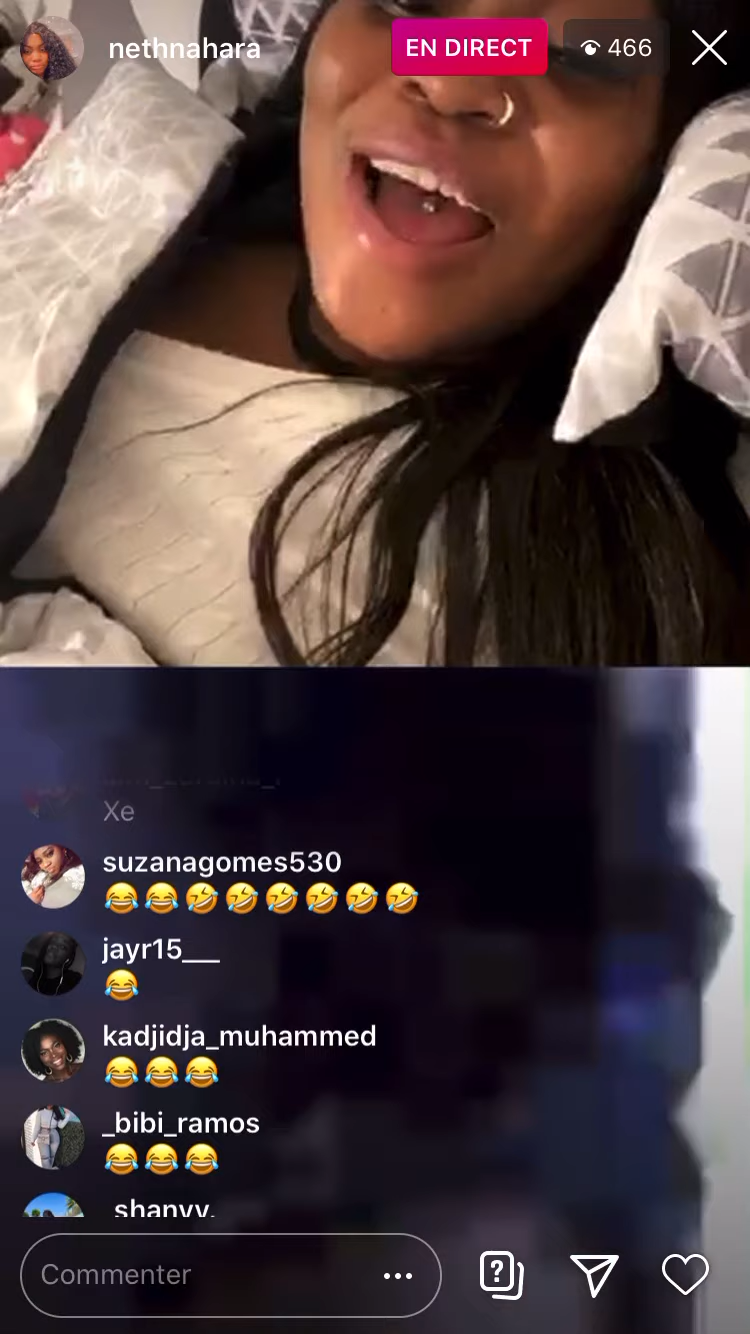 nethnahara
EN DIRECT
466
Xe
suzanagomes530
😂😂🤣🤣🤣🤣🤣🤣
jayr15___
😂
kadjidja_muhammed
😂😂😂
_bibi_ramos
😂😂😂
Commenter